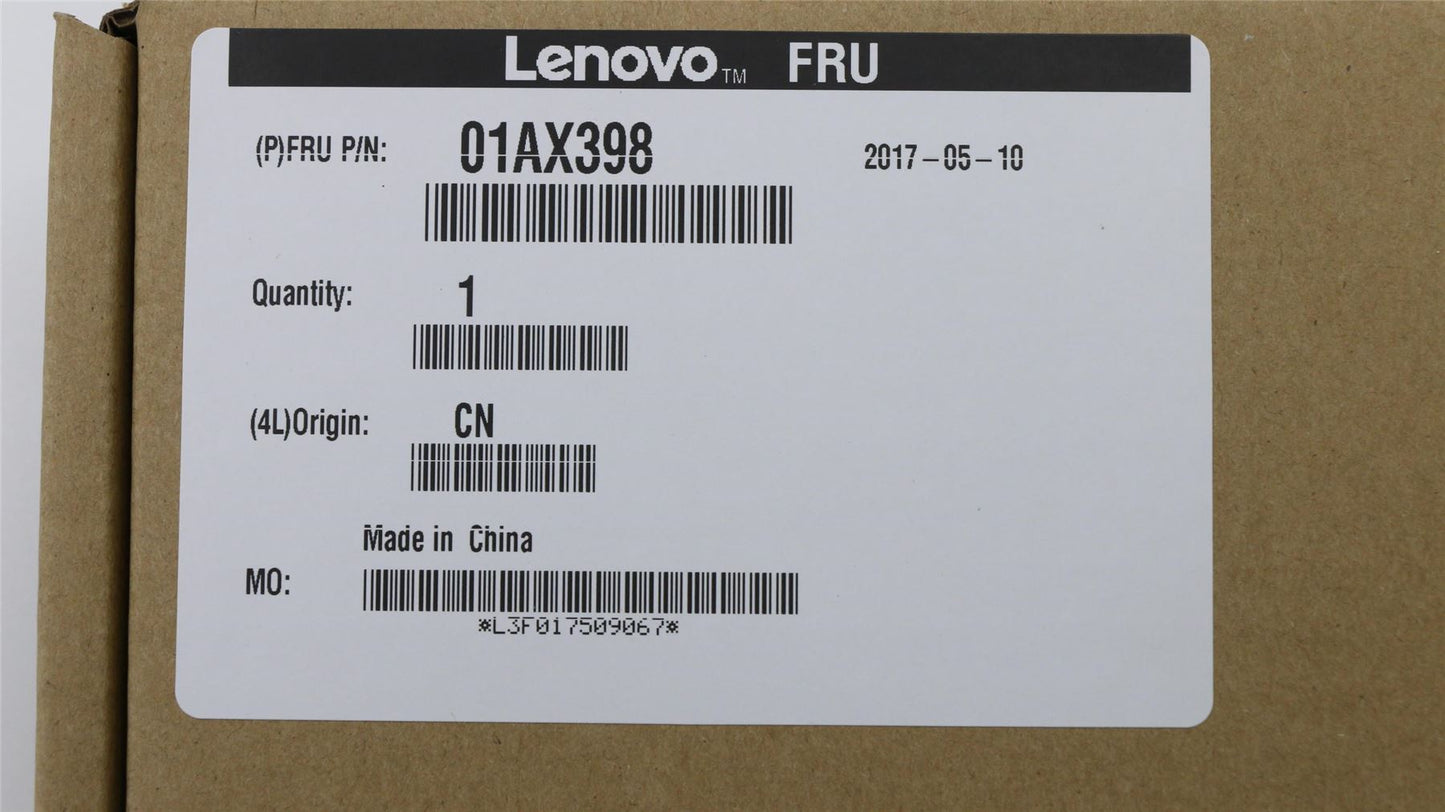 Lenovo™ FRU
(P)FRU P/N: 01AX398 2017-05-10
Quantity: 1
(4L)Origin: CN
Made in China
MO:
*L3F017509067*